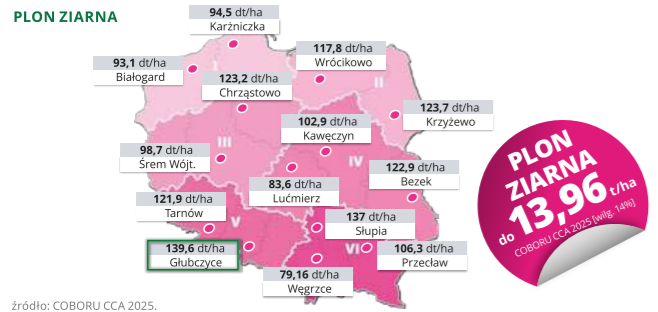 PLON ZIARNA
94,5 dt/ha
Karżniczka
117,8 dt/ha
Wrócikowo
93,1 dt/ha
Białogard
123,2 dt/ha
Chrząstowo
I
II
123,7 dt/ha
Krzyżewo
102,9 dt/ha
Kawęczyn
98,7 dt/ha
Śrem Wójt.
III
IV
122,9 dt/ha
Bezek
83,6 dt/ha
Lućmierz
121,9 dt/ha
Tarnów
137 dt/ha
Słupia
V
VI
139,6 dt/ha
Głubczyce
106,3 dt/ha
Przecław
79,16 dt/ha
Węgrzce
PLON
ZIARNA
do 13,96 t/ha
COBORU CCA 2025 [wilg. 14%]
źródło: COBORU CCA 2025.